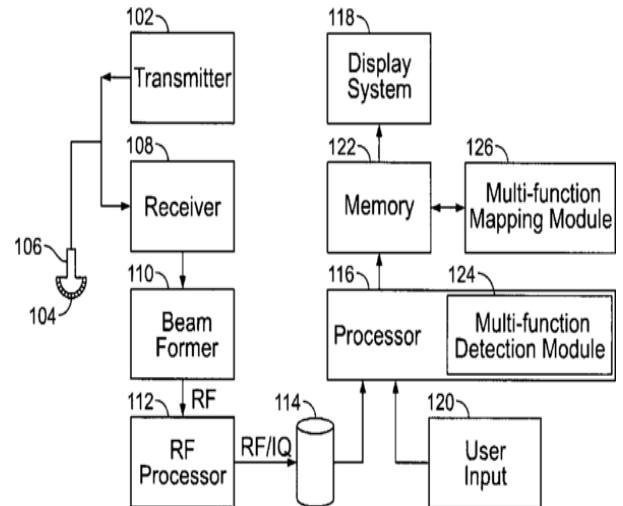 102
Transmitter
108
Receiver
106
104
110
Beam
Former
RF
112
RF
Processor
RF/IQ
114
118
Display
System
122
Memory
126
Multi-function
Mapping Module
116
Processor
124
Multi-function
Detection Module
120
User
Input